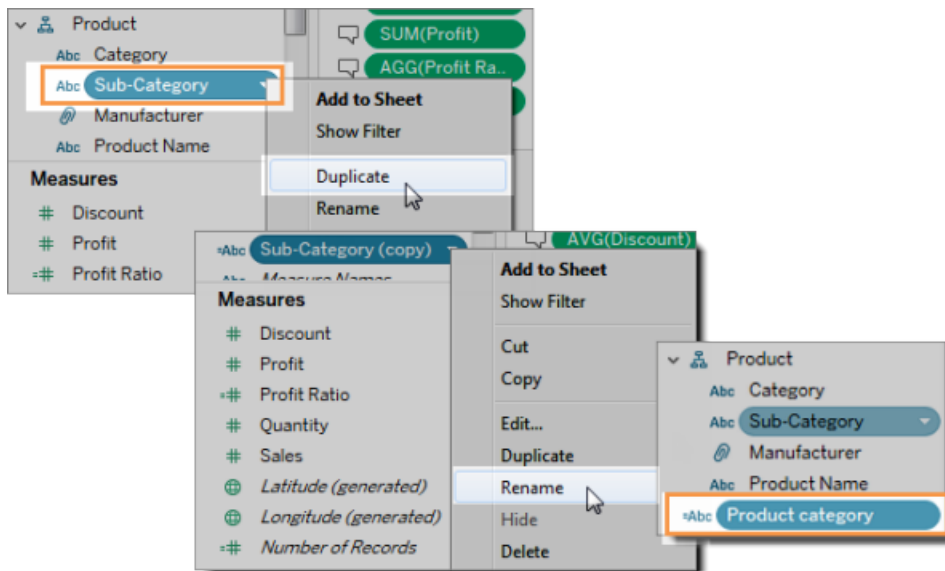 Product
Abc Category
Abc Sub-Category
Manufacturer
Abc Product Name
Measures
# Discount
# Profit
=# Profit Ratio
SUM(Profit)
AGG(Profit Ra..
Add to Sheet
Show Filter
Duplicate
Rename
=Abc Sub-Category (copy)
Abc Measure Names
Measures
# Discount
# Profit
=# Profit Ratio
# Quantity
# Sales
Latitude (generated)
Longitude (generated)
=# Number of Records
AVG(Discount)
Add to Sheet
Show Filter
Cut
Copy
Edit...
Duplicate
Rename
Hide
Delete
Product
Abc Category
Abc Sub-Category
Manufacturer
Abc Product Name
=Abc Product category